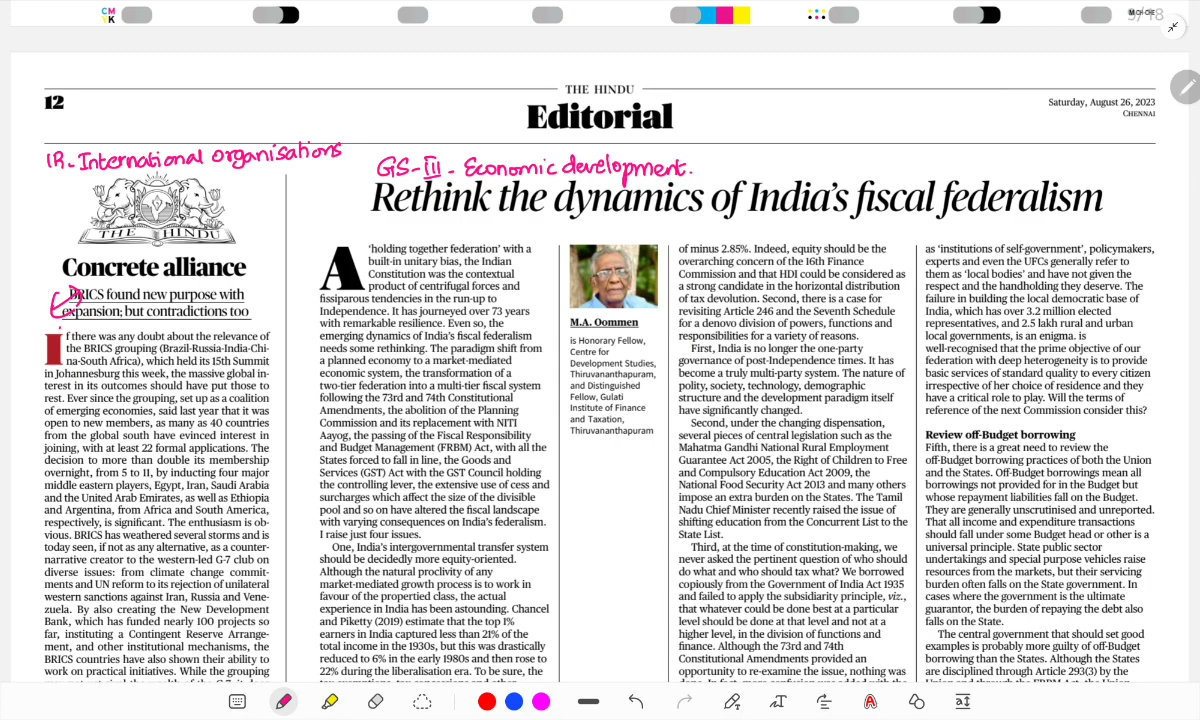 CM
YK
12
THE HINDU
Editorial
Saturday, August 26, 2023
CHENNAI
IR - International organisations
GS-III - Economic development.
THE HINDU
Concrete alliance
BRICS found new purpose with
expansion; but contradictions too
If there was any doubt about the relevance of
the BRICS grouping (Brazil-Russia-India-Chi-
na-South Africa), which held its 15th Summit
in Johannesburg this week, the massive global in-
terest in its outcomes should have put those to
rest. Ever since the grouping, set up as a coalition
of emerging economies, said last year that it was
open to new members, as many as 40 countries
from the global south have evinced interest in
joining, with at least 22 formal applications. The
decision to more than double its membership
overnight, from 5 to 11, by inducting four major
middle eastern players, Egypt, Iran, Saudi Arabia
and the United Arab Emirates, as well as Ethiopia
and Argentina, from Africa and South America,
respectively, is significant. The enthusiasm is ob-
vious. BRICS has weathered several storms and is
today seen, if not as any alternative, as a counter-
narrative creator to the western-led G-7 club on
diverse issues: from climate change commit-
ments and UN reform to its rejection of unilateral
western sanctions against Iran, Russia and Vene-
zuela. By also creating the New Development
Bank, which has funded nearly 100 projects so
far, instituting a Contingent Reserve Arrange-
ment, and other institutional mechanisms, the
BRICS countries have also shown their ability to
work on practical initiatives. While the grouping
Rethink the dynamics of India's fiscal federalism
A 'holding together federation' with a
built-in unitary bias, the Indian
Constitution was the contextual
product of centrifugal forces and
fissiparous tendencies in the run-up to
Independence. It has journeyed over 73 years
with remarkable resilience. Even so, the
emerging dynamics of India's fiscal federalism
needs some rethinking. The paradigm shift from
a planned economy to a market-mediated
economic system, the transformation of a
two-tier federation into a multi-tier fiscal system
following the 73rd and 74th Constitutional
Amendments, the abolition of the Planning
Commission and its replacement with NITI
Aayog, the passing of the Fiscal Responsibility
and Budget Management (FRBM) Act, with all the
States forced to fall in line, the Goods and
Services (GST) Act with the GST Council holding
the controlling lever, the extensive use of cess and
surcharges which affect the size of the divisible
pool and so on have altered the fiscal landscape
with varying consequences on India's federalism.
I raise just four issues.
One, India's intergovernmental transfer system
should be decidedly more equity-oriented.
Although the natural proclivity of any
market-mediated growth process is to work in
favour of the propertied class, the actual
experience in India has been astounding. Chancel
and Piketty (2019) estimate that the top 1%
earners in India captured less than 21% of the
total income in the 1930s, but this was drastically
reduced to 6% in the early 1980s and then rose to
22% during the liberalisation era. To be sure, the
M.A. Oommen
is Honorary Fellow,
Centre for
Development Studies,
Thiruvananthapuram,
and Distinguished
Fellow, Gulati
Institute of Finance
and Taxation,
Thiruvananthapuram
of minus 2.85%. Indeed, equity should be the
overarching concern of the 16th Finance
Commission and that HDI could be considered as
a strong candidate in the horizontal distribution
of tax devolution. Second, there is a case for
revisiting Article 246 and the Seventh Schedule
for a denovo division of powers, functions and
responsibilities for a variety of reasons.
First, India is no longer the one-party
governance of post-Independence times. It has
become a truly multi-party system. The nature of
polity, society, technology, demographic
structure and the development paradigm itself
have significantly changed.
Second, under the changing dispensation,
several pieces of central legislation such as the
Mahatma Gandhi National Rural Employment
Guarantee Act 2005, the Right of Children to Free
and Compulsory Education Act 2009, the
National Food Security Act 2013 and many others
impose an extra burden on the States. The Tamil
Nadu Chief Minister recently raised the issue of
shifting education from the Concurrent List to the
State List.
Third, at the time of constitution-making, we
never asked the pertinent question of who should
do what and who should tax what? We borrowed
copiously from the Government of India Act 1935
and failed to apply the subsidiarity principle, viz.,
that whatever could be done best at a particular
level should be done at that level and not at a
higher level, in the division of functions and
finance. Although the 73rd and 74th
Constitutional Amendments provided an
opportunity to re-examine the issue, nothing was
as 'institutions of self-government', policymakers,
experts and even the UFCs generally refer to
them as 'local bodies' and have not given the
respect and the handholding they deserve. The
failure in building the local democratic base of
India, which has over 3.2 million elected
representatives, and 2.5 lakh rural and urban
local governments, is an enigma. is
well-recognised that the prime objective of our
federation with deep heterogeneity is to provide
basic services of standard quality to every citizen
irrespective of her choice of residence and they
have a critical role to play. Will the terms of
reference of the next Commission consider this?
Review off-Budget borrowing
Fifth, there is a great need to review the
off-Budget borrowing practices of both the Union
and the States. Off-Budget borrowings mean all
borrowings not provided for in the Budget but
whose repayment liabilities fall on the Budget.
They are generally unscrutinised and unreported.
That all income and expenditure transactions
should fall under some Budget head or other is a
universal principle. State public sector
undertakings and special purpose vehicles raise
resources from the markets, but their servicing
burden often falls on the State government. In
cases where the government is the ultimate
guarantor, the burden of repaying the debt also
falls on the State.
The central government that should set good
examples is probably more guilty of off-Budget
borrowing than the States. Although the States
are disciplined through Article 293(3) by the